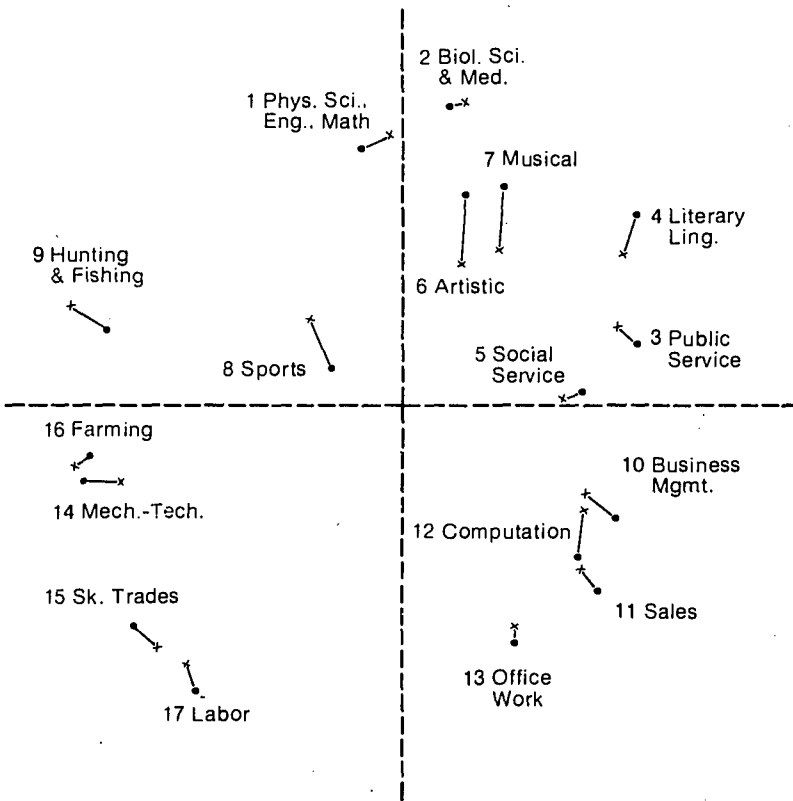 2 Biol. Sci.
& Med.
1 Phys. Sci.,
Eng., Math
7 Musical
4 Literary
Ling.
9 Hunting
& Fishing
6 Artistic
3 Public
Service
5 Social
Service
8 Sports
16 Farming
10 Business
Mgmt.
14 Mech.-Tech.
12 Computation
15 Sk. Trades
11 Sales
13 Office
Work
17 Labor